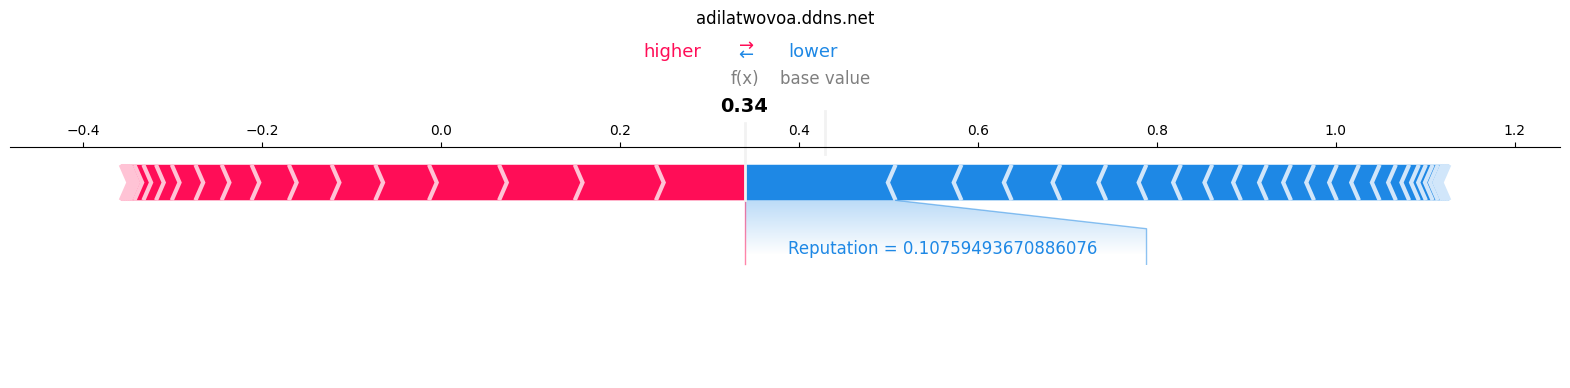 adilatwovoa.ddns.net
higher ⇄ lower
f(x) base value
0.34
−0.4 −0.2 0.0 0.2 0.4 0.6 0.8 1.0 1.2
Reputation = 0.10759493670886076